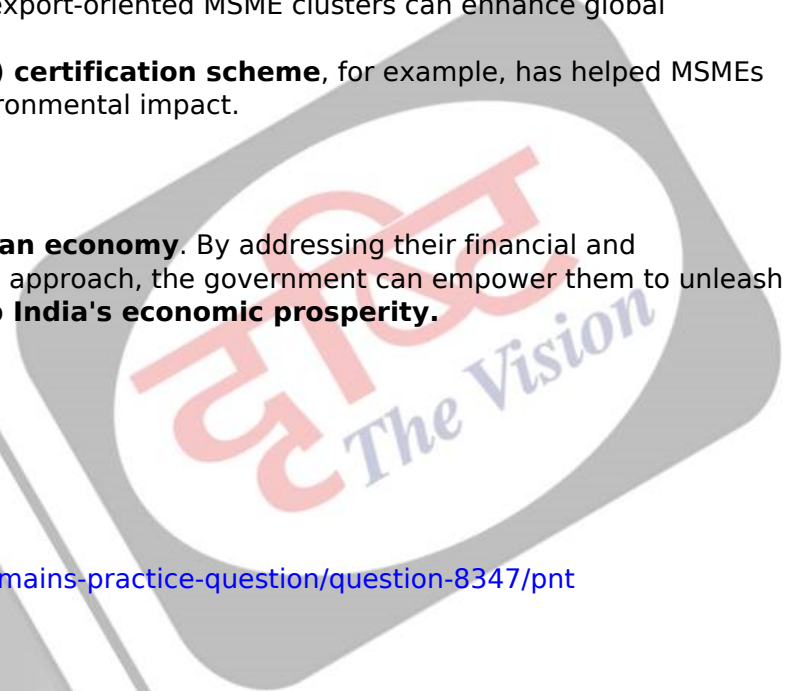 export-oriented MSME clusters can enhance global
) certification scheme, for example, has helped MSMEs
ronmental impact.
an economy. By addressing their financial and
approach, the government can empower them to unleash
India's economic prosperity.
दृष्टि
The Vision
mains-practice-question/question-8347/pnt